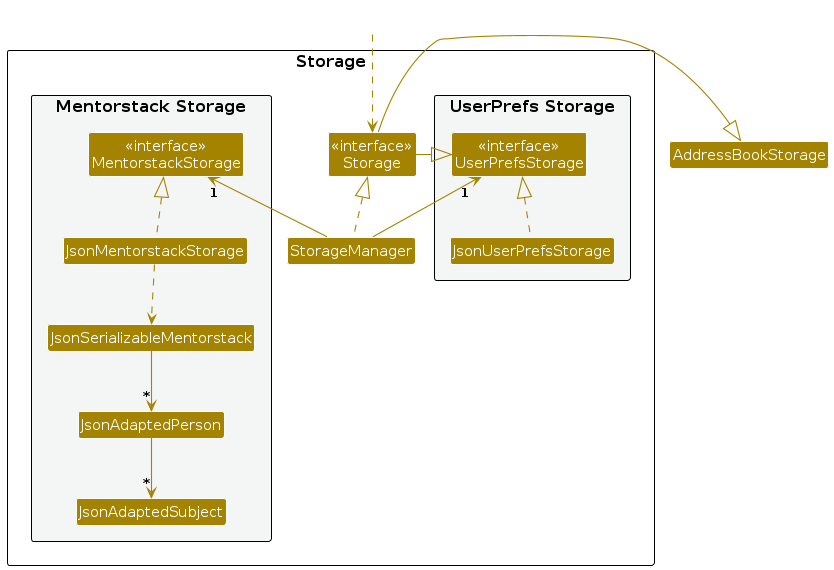 Storage
Mentorstack Storage
UserPrefs Storage
«interface»
MentorstackStorage
«interface»
Storage
«interface»
UserPrefsStorage
AddressBookStorage
1
1
JsonMentorstackStorage
StorageManager
JsonUserPrefsStorage
JsonSerializableMentorstack
*
JsonAdaptedPerson
*
JsonAdaptedSubject